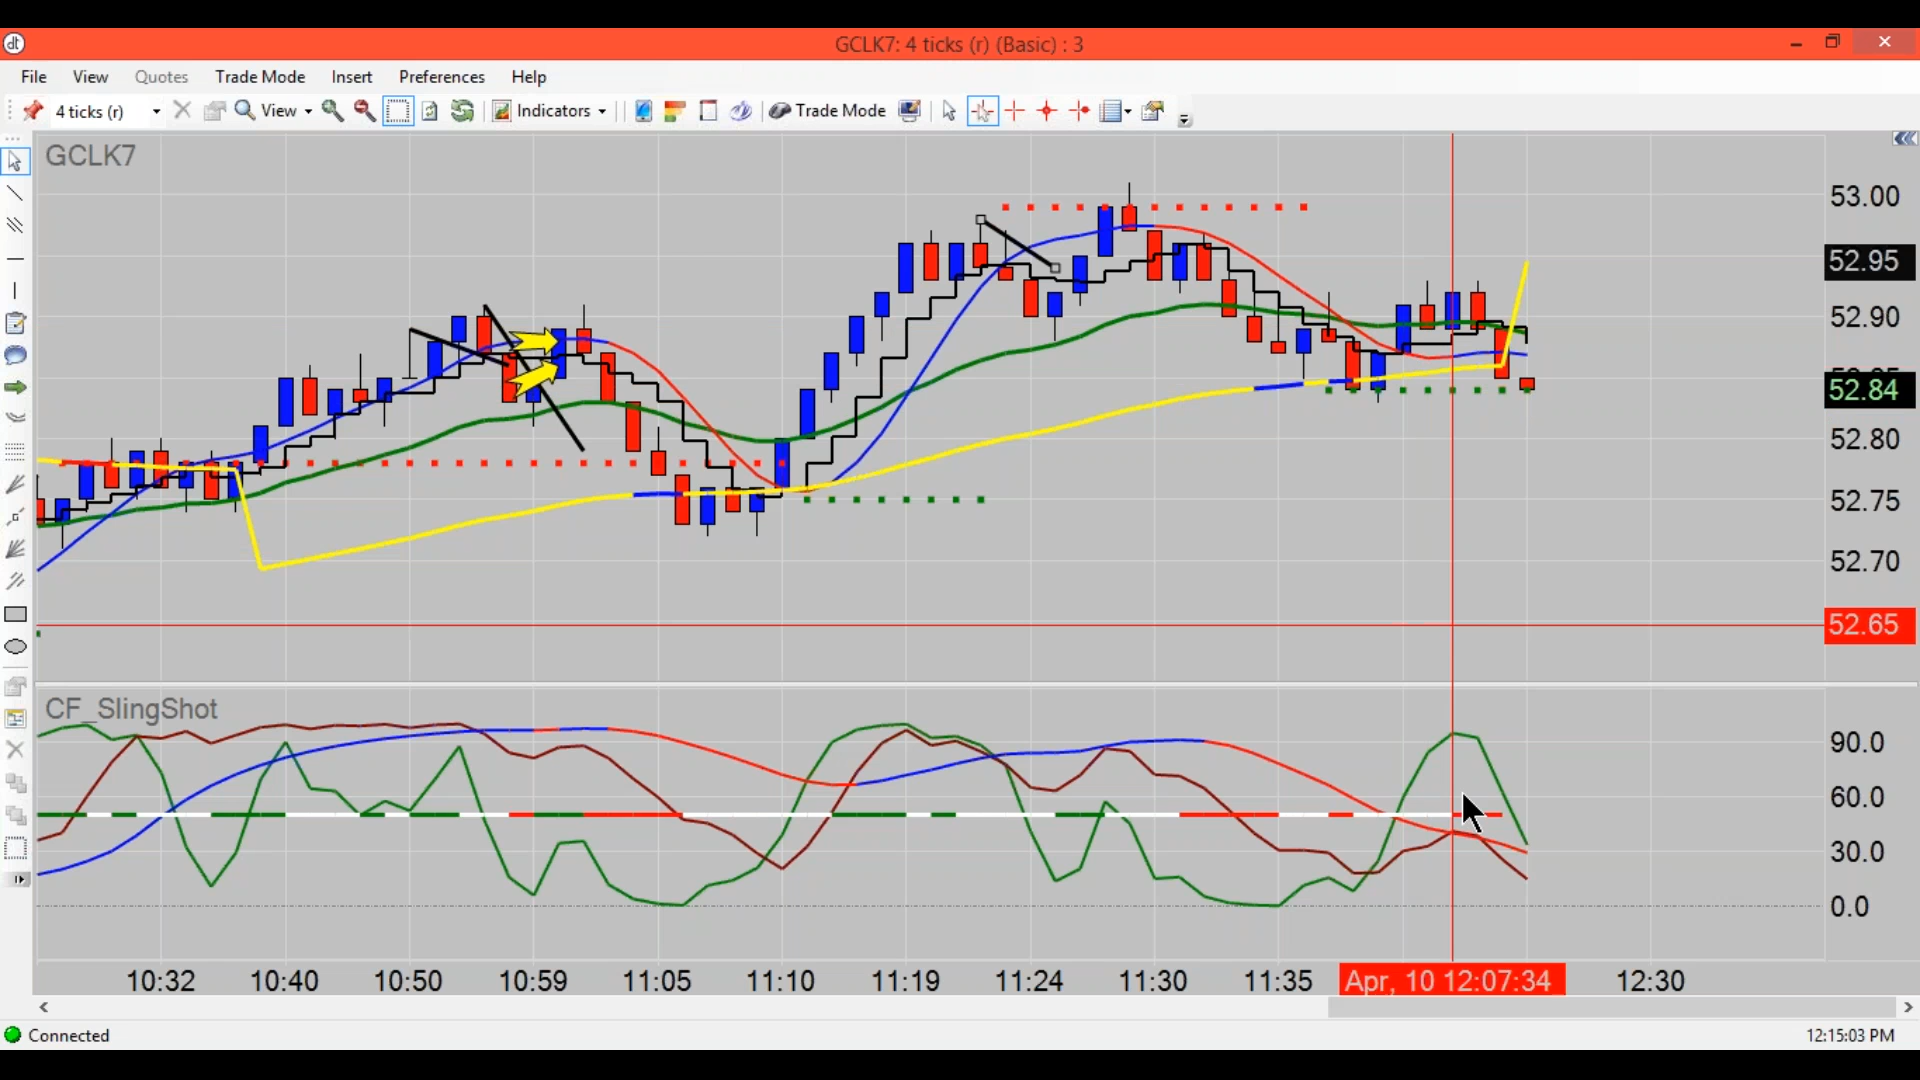 dt
GCLK7: 4 ticks (r) (Basic) : 3
File View Quotes Trade Mode Insert Preferences Help
4 ticks (r) View Indicators Trade Mode
GCLK7
53.00
52.95
52.90
52.84
52.80
52.75
52.70
52.65
CF_SlingShot
90.0
60.0
30.0
0.0
10:32 10:40 10:50 10:59 11:05 11:10 11:19 11:24 11:30 11:35 Apr, 10 12:07:34 12:30
Connected 12:15:03 PM